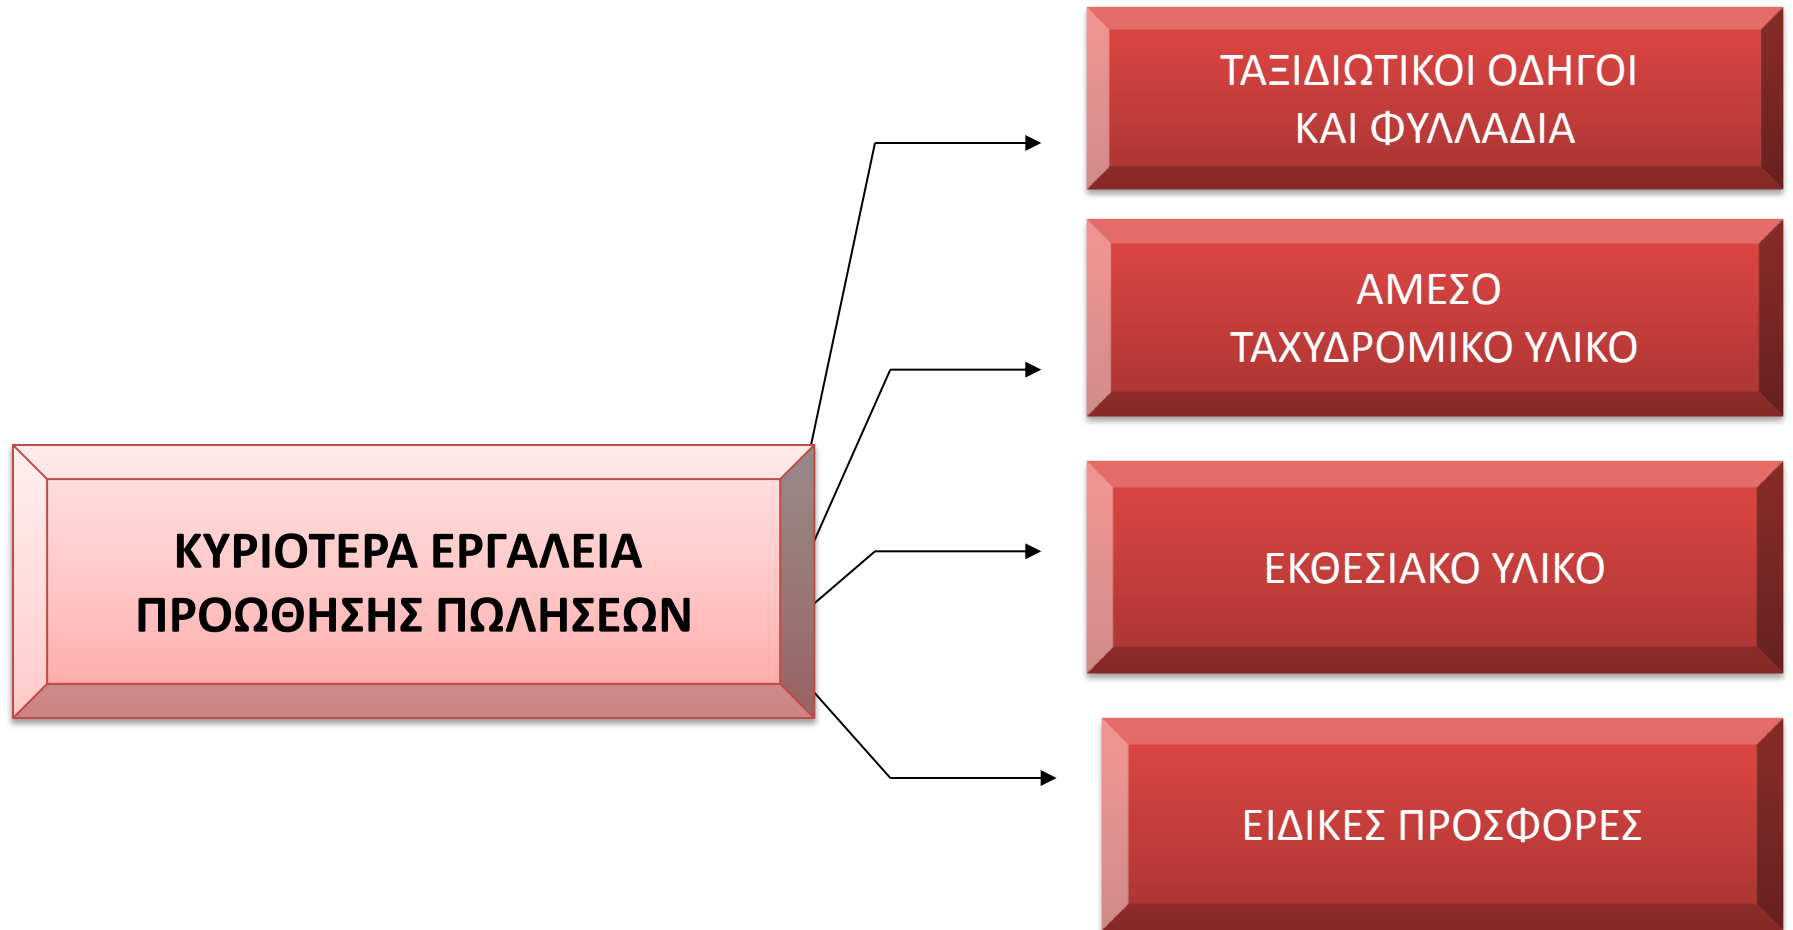 ΤΑΞΙΔΙΩΤΙΚΟΙ ΟΔΗΓΟΙ
ΚΑΙ ΦΥΛΛΑΔΙΑ
ΑΜΕΣΟ
ΤΑΧΥΔΡΟΜΙΚΟ ΥΛΙΚΟ
ΚΥΡΙΟΤΕΡΑ ΕΡΓΑΛΕΙΑ
ΠΡΟΩΘΗΣΗΣ ΠΩΛΗΣΕΩΝ
ΕΚΘΕΣΙΑΚΟ ΥΛΙΚΟ
ΕΙΔΙΚΕΣ ΠΡΟΣΦΟΡΕΣ